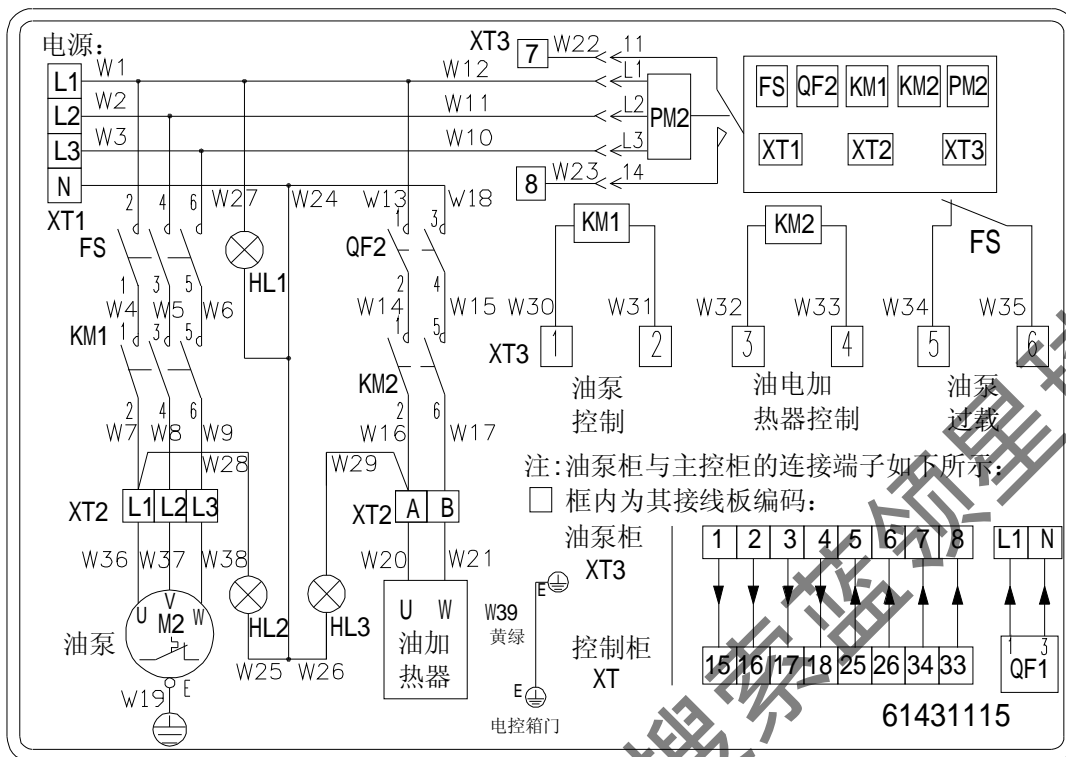 电源:
XT3 7 W22 11
L1 W1 W12 L1
L2 W2 W11 L2 PM2
L3 W3 W10 L3
N 8 W23 14
XT1
FS QF2 KM1 KM2 PM2
XT1 XT2 XT3
W27 W24 W13 W18
2 4 6 1 3
FS QF2
HL1
1 3 5 2 4
W4 W5 W6 W14 W15
KM1 1 3 5 1 5
KM2
2 4 6 2 6
W7 W8 W9 W16 W17
W28 W29
KM1 KM2 FS
W30 W31 W32 W33 W34 W35
XT3 1 2 3 4 5 6
油泵 油电加 油泵
控制 热器控制 过载
注:油泵柜与主控柜的连接端子如下所示:
框内为其接线板编码:
XT2 L1 L2 L3 XT2 A B
W36 W37 W38 W20 W21
U V W
M2
油泵
HL2 HL3
U W
油加
热器
W25 W26
W19 E
E
W39
黄绿
E
电控箱门
油泵柜
XT3
1 2 3 4 5 6 7 8 L1 N
控制柜
XT
15 16 17 18 25 26 34 33
1 3
QF1
61431115
搜索蓝领星球